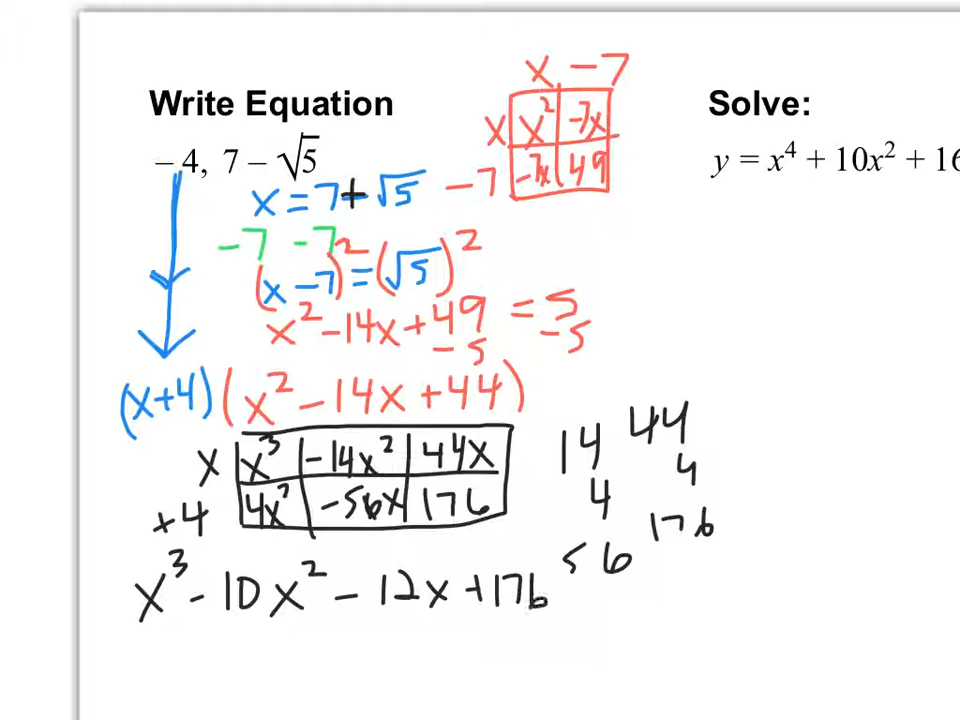 Write Equation
– 4, 7 – √5
x = 7 + √5
-7 -7
(x - 7)² = (√5)²
x² - 14x + 49 = 5
- 5 - 5
(x+4)(x² - 14x + 44)
x x³ -14x² 44x
+4 4x² -56x 176
x³ - 10x² - 12x + 176
x -7
x x² -7x
-7 -7x 49
14
4
56
44
4
176
Solve:
y = x⁴ + 10x² + 16